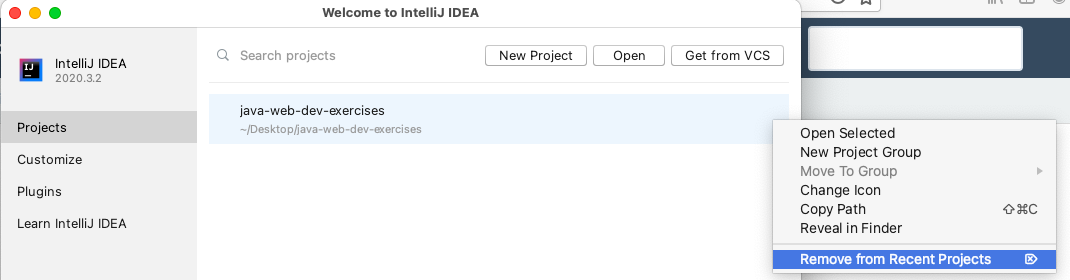 Welcome to IntelliJ IDEA
IJ
IntelliJ IDEA
2020.3.2
Projects
Customize
Plugins
Learn IntelliJ IDEA
Search projects
New Project
Open
Get from VCS
java-web-dev-exercises
~/Desktop/java-web-dev-exercises
Open Selected
New Project Group
Move To Group
Change Icon
Copy Path ⇧⌘C
Reveal in Finder
Remove from Recent Projects ⌦